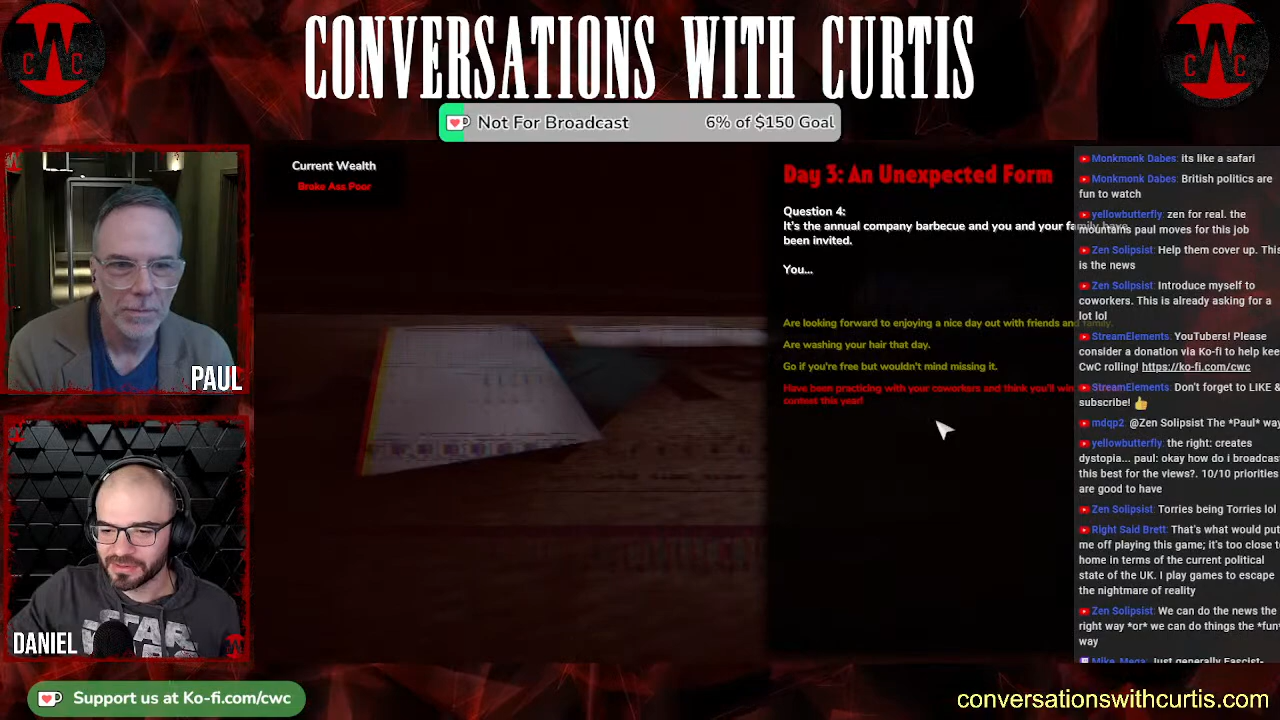 CONVERSATIONS WITH CURTIS
CWC
CWC
Not For Broadcast 6% of $150 Goal
Current Wealth
Broke Ass Poor
PAUL
DANIEL
STAR
Day 3: An Unexpected Form
Question 4:
It's the annual company barbecue and you and your family have
been invited.
You...
Are looking forward to enjoying a nice day out with friends and family.
Are washing your hair that day.
Go if you're free but wouldn't mind missing it.
Have been practicing with your coworkers and think you'll win
contest this year!
Monkmonk Dabes: Its like a safari
Monkmonk Dabes: British politics are
fun to watch
yellowbutterfly: zen for real. the
mountains paul moves for this job
Zen Solipsist: Help them cover up. This
is the news
Zen Solipsist: Introduce myself to
coworkers. This is already asking for a
lot lol
StreamElements: YouTubers! Please
consider a donation via Ko-fi to help kee
CwC rolling! https://ko-fi.com/cwc
StreamElements: Don't forget to LIKE &
subscribe! 👍
mdqp2: @Zen Solipsist The *Paul* way
yellowbutterfly: the right: creates
dystopia... paul: okay how do i broadcas
this best for the views?. 10/10 priorities
are good to have
Zen Solipsist: Torries being Torries lol
Right Said Brett: That's what would put
me off playing this game; it's too close to
home in terms of the current political
state of the UK. I play games to escape
the nightmare of reality
Zen Solipsist: We can do the news the
right way *or* we can do things the *fun
way
Mike_Mega: Just generally Fascist-
Support us at Ko-fi.com/cwc
conversationswithcurtis.com